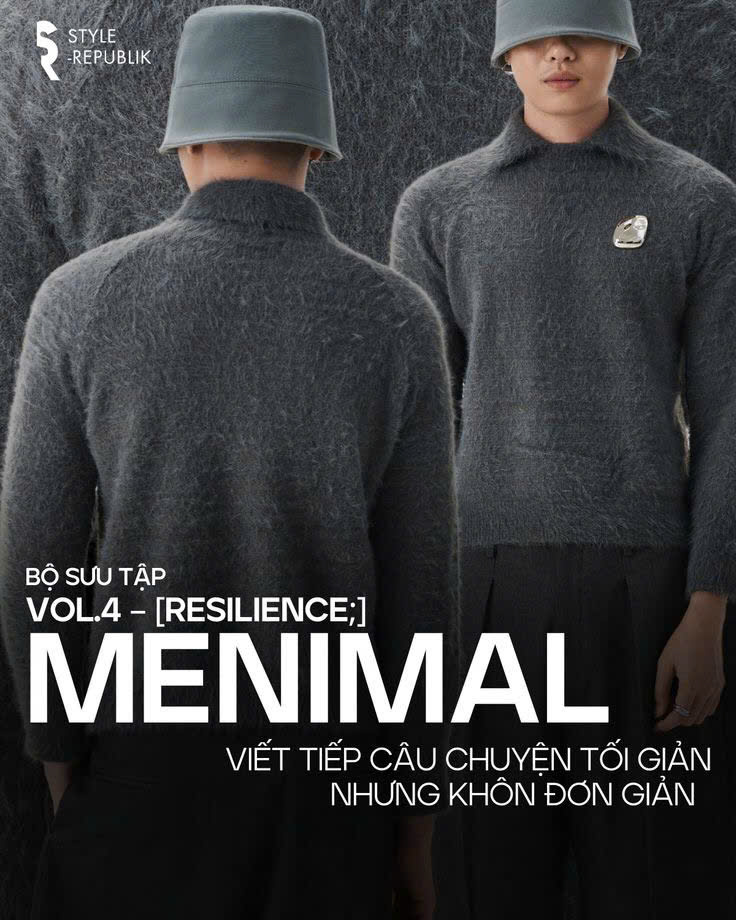 STYLE
-REPUBLIK
BỘ SƯU TẬP
VOL.4 – [RESILIENCE;]
MENIMAL
VIẾT TIẾP CÂU CHUYỆN TỐI GIẢN
NHƯNG KHÔN ĐƠN GIẢN